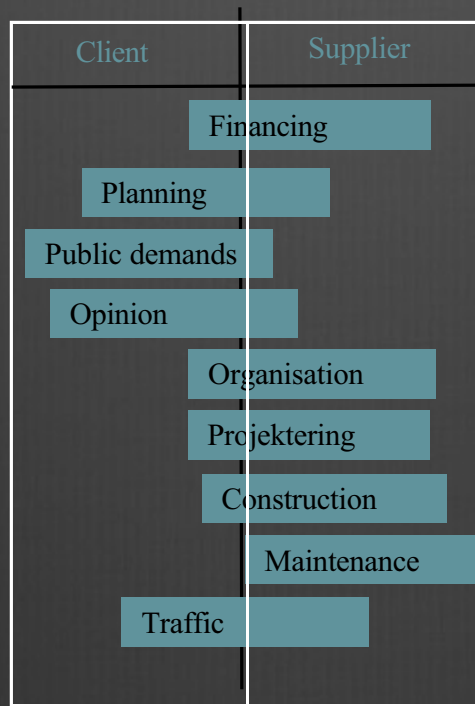 Client
Supplier
Financing
Planning
Public demands
Opinion
Organisation
Projektering
Construction
Maintenance
Traffic